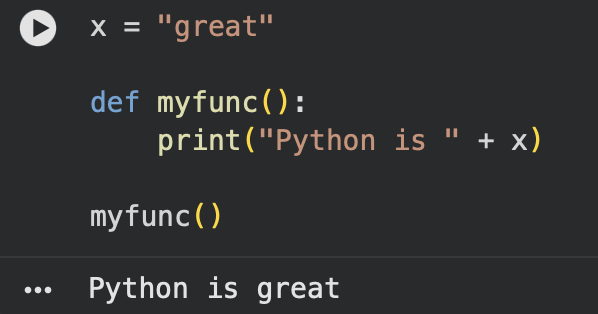 x = "great"
def myfunc():
    print("Python is " + x)
myfunc()
Python is great